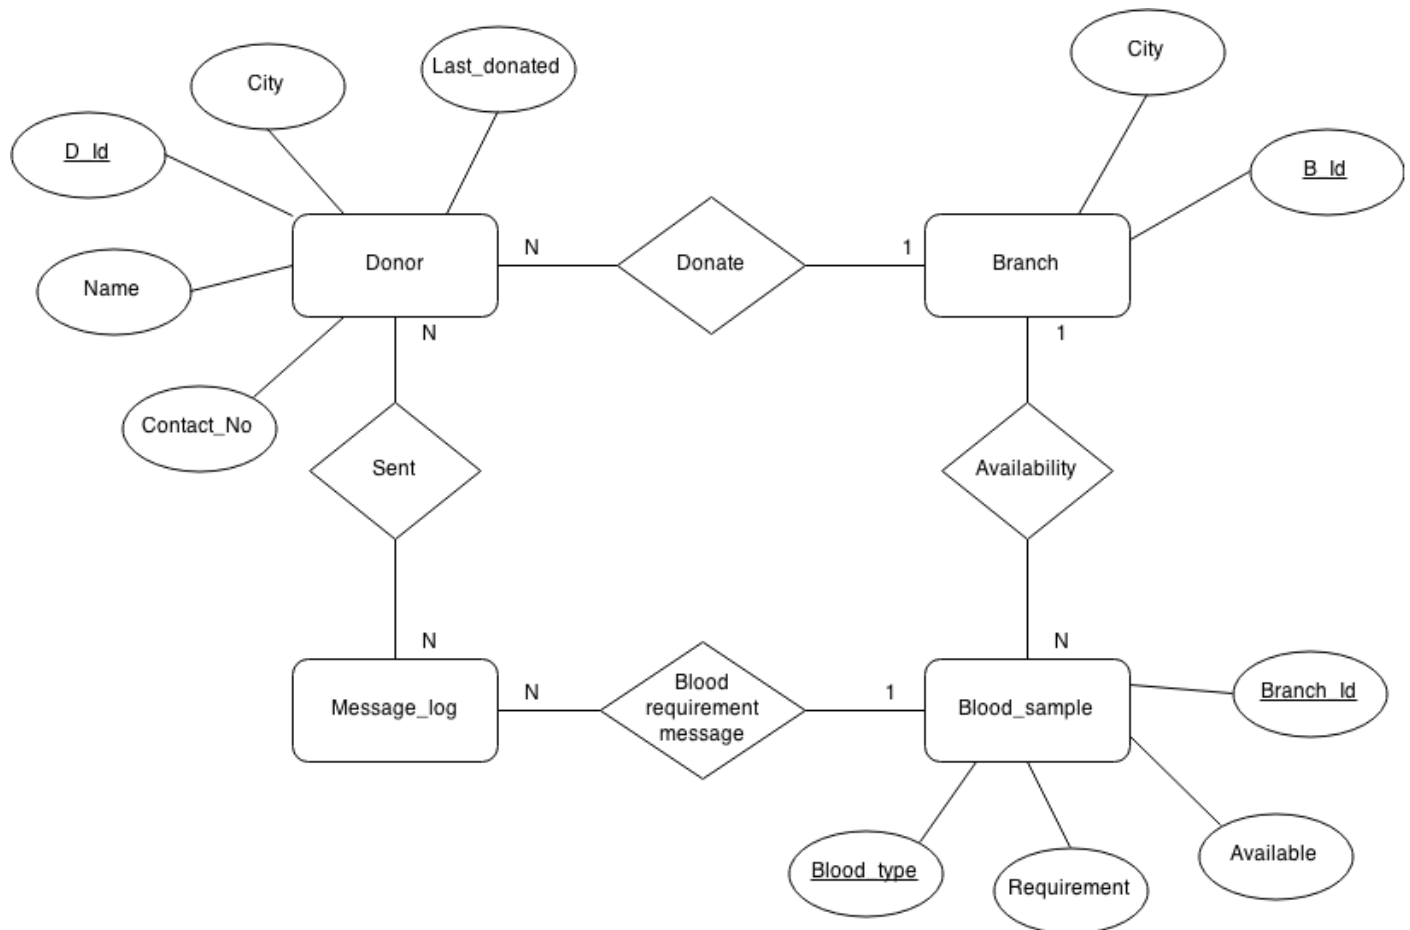 City
City
Last_donated
D_Id
B_Id
Donor
N
Donate
1
Branch
Name
N
1
Contact_No
Sent
Availability
N
N
Message_log
N
Blood
requirement
message
1
Blood_sample
Branch_Id
Blood_type
Requirement
Available